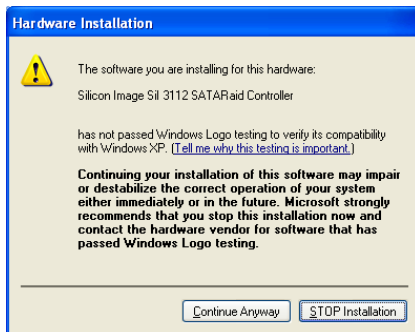 Hardware Installation
The software you are installing for this hardware:
Silicon Image SiI 3112 SATARaid Controller
has not passed Windows Logo testing to verify its compatibility
with Windows XP. (Tell me why this testing is important.)
Continuing your installation of this software may impair
or destabilize the correct operation of your system
either immediately or in the future. Microsoft strongly
recommends that you stop this installation now and
contact the hardware vendor for software that has
passed Windows Logo testing.
Continue Anyway STOP Installation